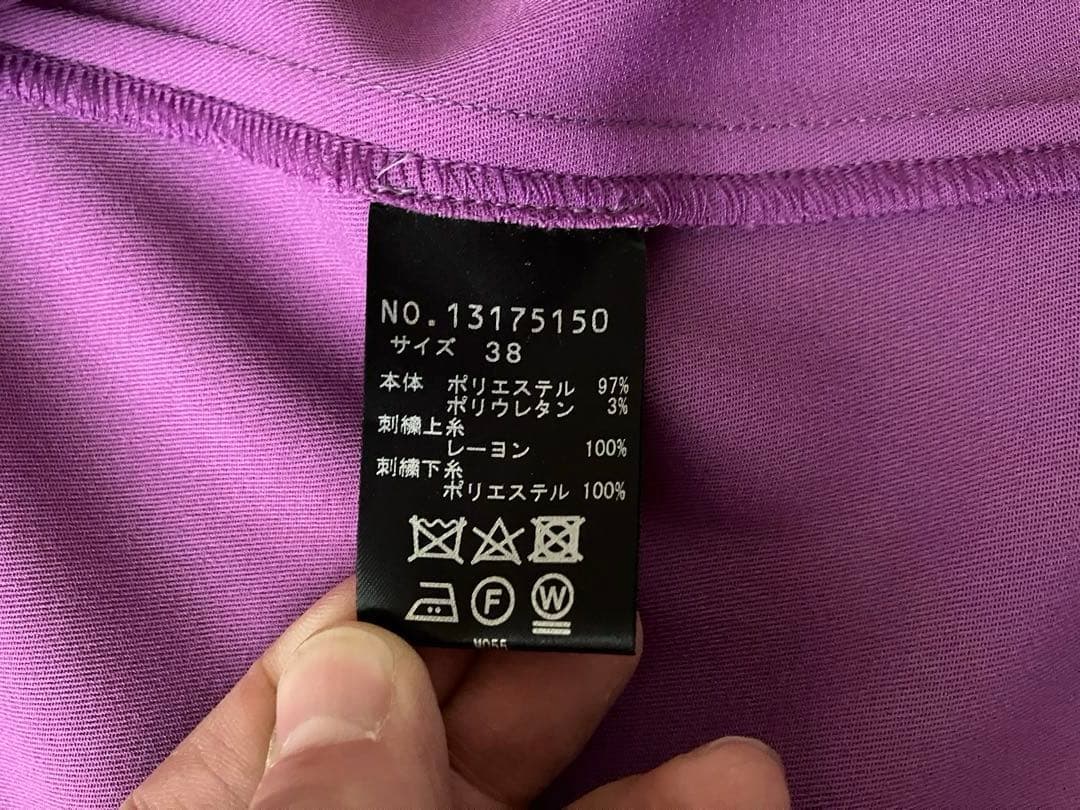 NO.13175150
サイズ 38
本体 ポリエステル 97%
ポリウレタン 3%
刺繍上糸
レーヨン 100%
刺繍下糸
ポリエステル 100%
F W